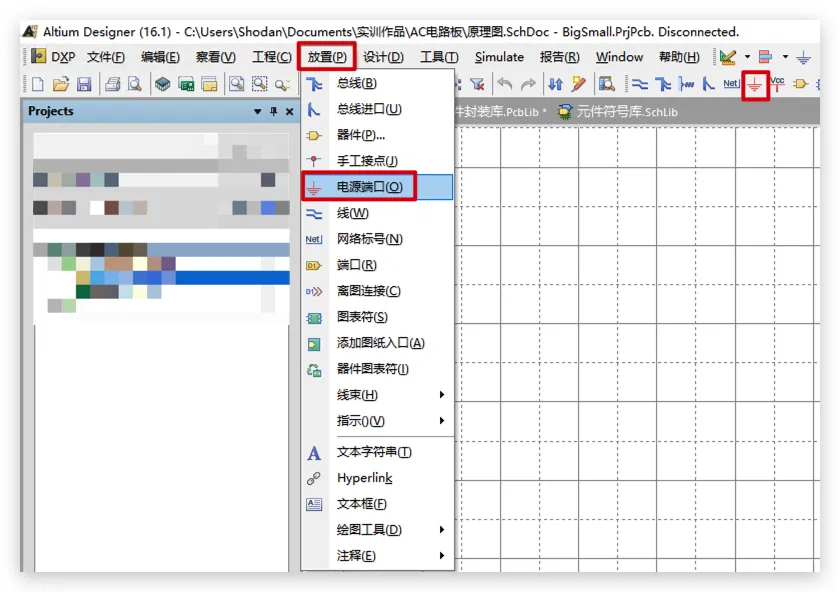 Altium Designer (16.1) - C:\Users\Shodan\Documents\实训作品\AC电路板\原理图.SchDoc - BigSmall.PrjPcb. Disconnected.
DXP 文件(F) 编辑(E) 察看(V) 工程(C) 放置(P) 设计(D) 工具(T) Simulate 报告(R) Window 帮助(H)
Net Vcc
Projects
件封装库.PcbLib * 元件符号库.SchLib
总线(B)
总线进口(U)
器件(P)...
手工接点(J)
电源端口(O)
线(W)
Net 网络标号(N)
D1 端口(R)
D1 离图连接(C)
图表符(S)
添加图纸入口(A)
器件图表符(I)
线束(H)
指示()(V)
A 文本字符串(T)
Hyperlink
A 文本框(F)
绘图工具(D)
注释(E)